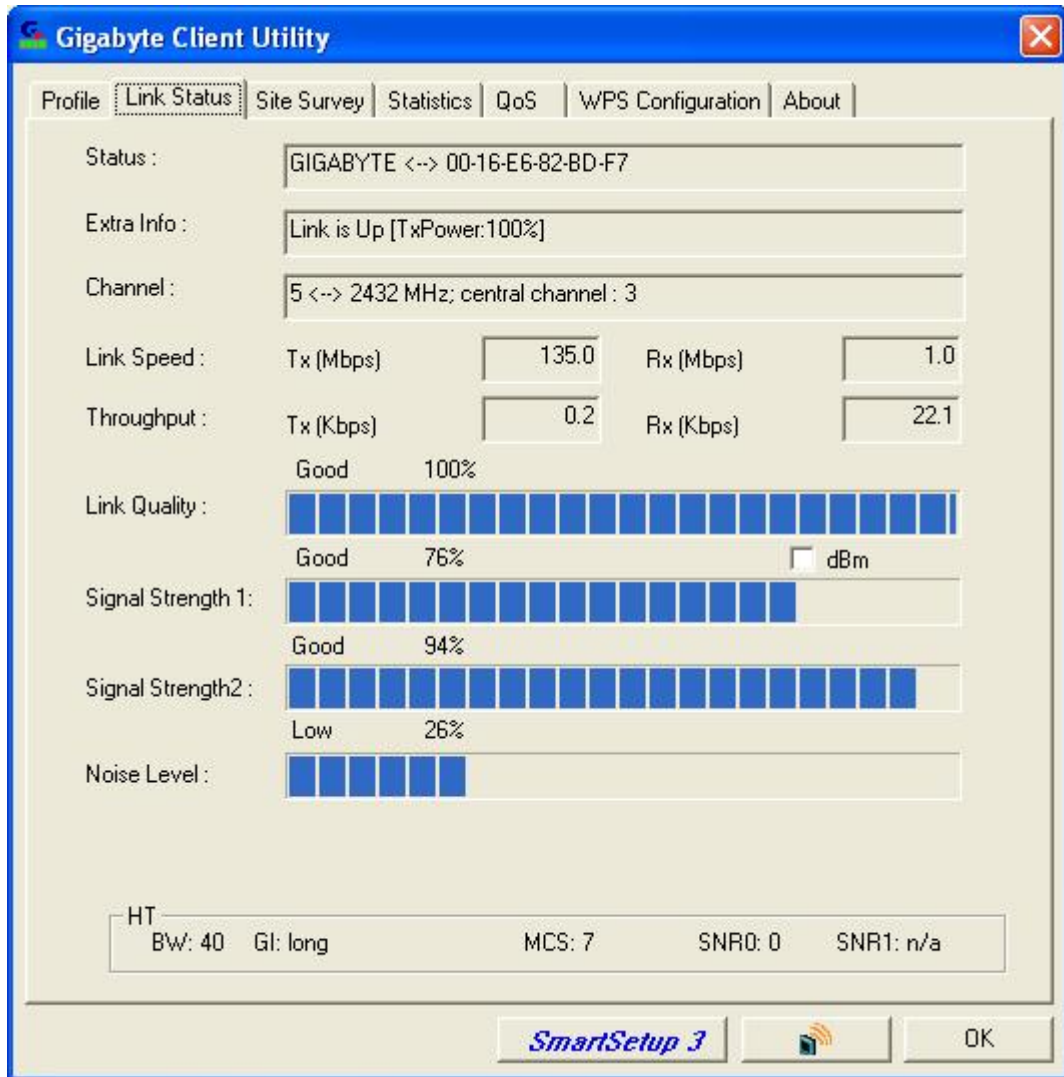 Gigabyte Client Utility
Profile Link Status Site Survey Statistics QoS WPS Configuration About
Status : GIGABYTE <--> 00-16-E6-82-BD-F7
Extra Info : Link is Up [TxPower:100%]
Channel : 5 <--> 2432 MHz; central channel : 3
Link Speed : Tx (Mbps) 135.0 Rx (Mbps) 1.0
Throughput : Tx (Kbps) 0.2 Rx (Kbps) 22.1
Good 100%
Link Quality :
Good 76% dBm
Signal Strength 1:
Good 94%
Signal Strength2 :
Low 26%
Noise Level :
HT
BW: 40 GI: long MCS: 7 SNR0: 0 SNR1: n/a
SmartSetup 3 OK